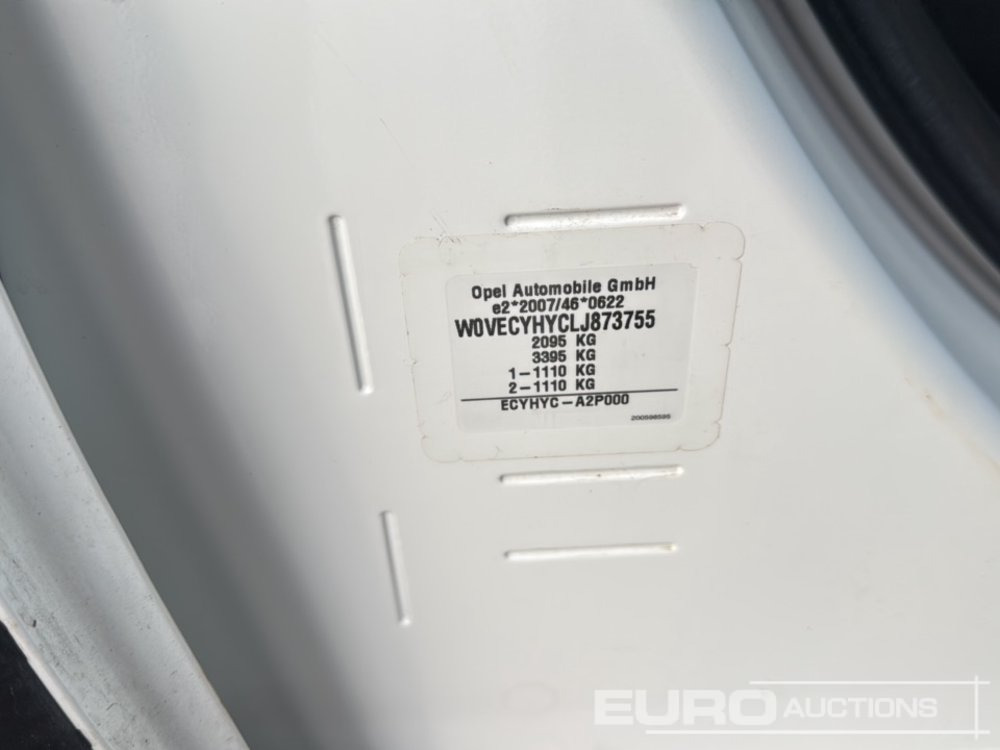 Opel Automobile GmbH
e2*2007/46*0622
W0VECYHYCLJ873755
2095 KG
3395 KG
1-1110 KG
2-1110 KG
ECYHYC-A2P000
200598595
EURO AUCTIONS